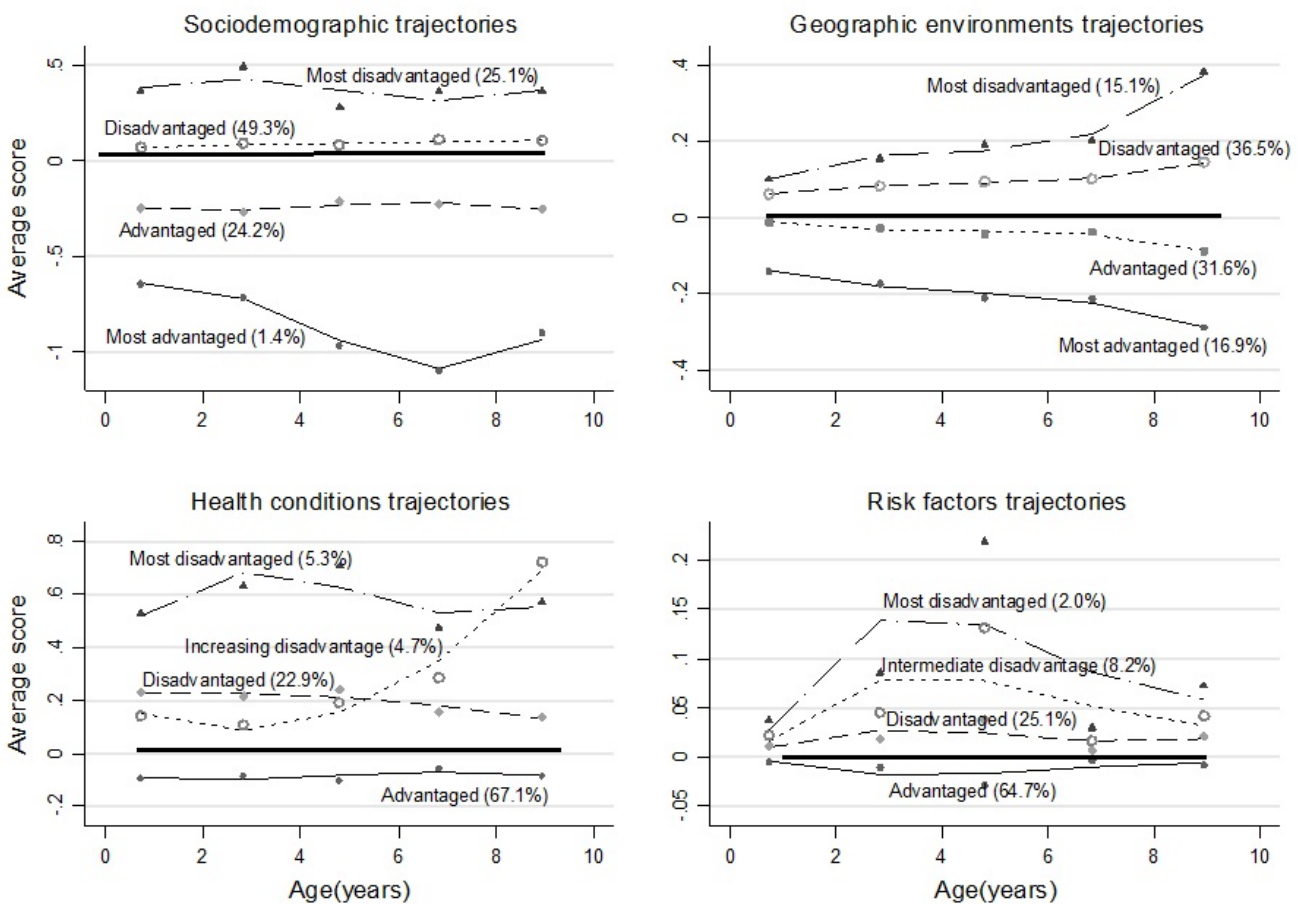 Sociodemographic trajectories
Average score
.5
0
-.5
-1
Most disadvantaged (25.1%)
Disadvantaged (49.3%)
Advantaged (24.2%)
Most advantaged (1.4%)
0 2 4 6 8 10
Geographic environments trajectories
.4
.2
0
-.2
-.4
Most disadvantaged (15.1%)
Disadvantaged (36.5%)
Advantaged (31.6%)
Most advantaged (16.9%)
0 2 4 6 8 10
Health conditions trajectories
Average score
.8
.6
.4
.2
0
-.2
Most disadvantaged (5.3%)
Increasing disadvantage (4.7%)
Disadvantaged (22.9%)
Advantaged (67.1%)
0 2 4 6 8 10
Age(years)
Risk factors trajectories
.2
.15
.1
.05
0
-.05
Most disadvantaged (2.0%)
Intermediate disadvantage (8.2%)
Disadvantaged (25.1%)
Advantaged (64.7%)
0 2 4 6 8 10
Age(years)